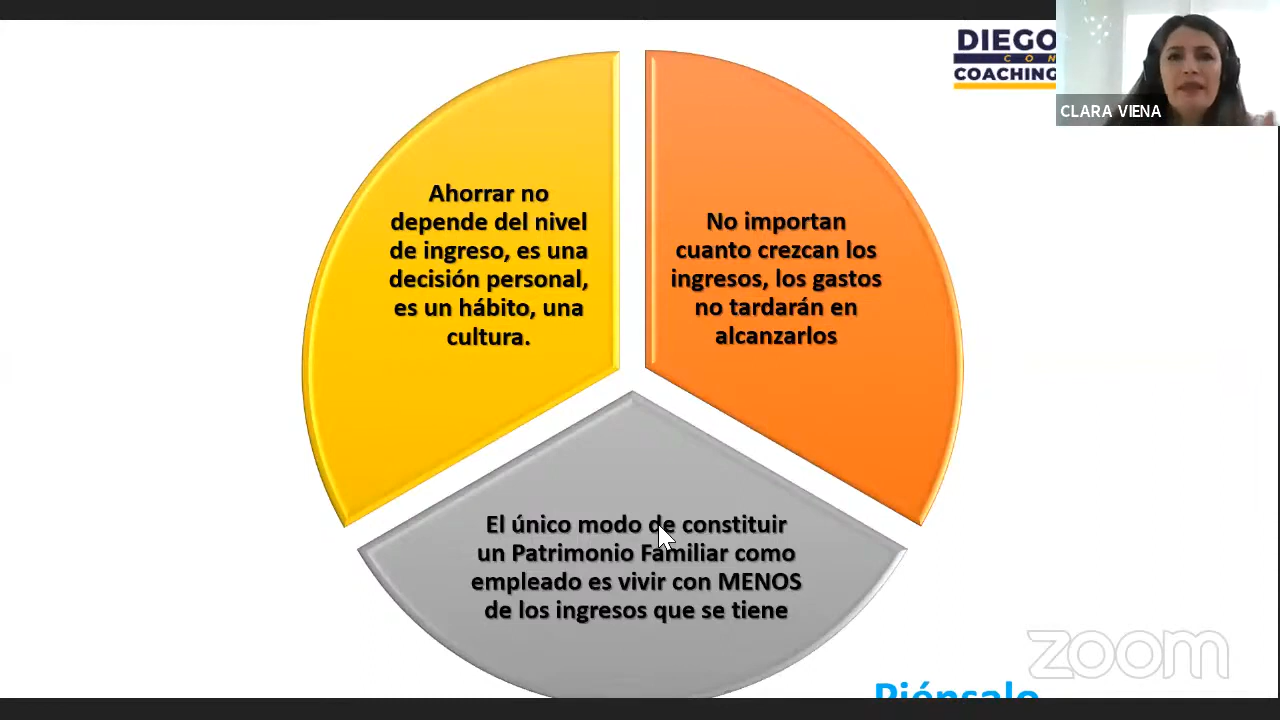 DIEGO
CON
COACHING
CLARA VIENA
Ahorrar no
depende del nivel
de ingreso, es una
decisión personal,
es un hábito, una
cultura.
No importan
cuanto crezcan los
ingresos, los gastos
no tardarán en
alcanzarlos
El único modo de constituir
un Patrimonio Familiar como
empleado es vivir con MENOS
de los ingresos que se tiene
zoom
Piénsalo